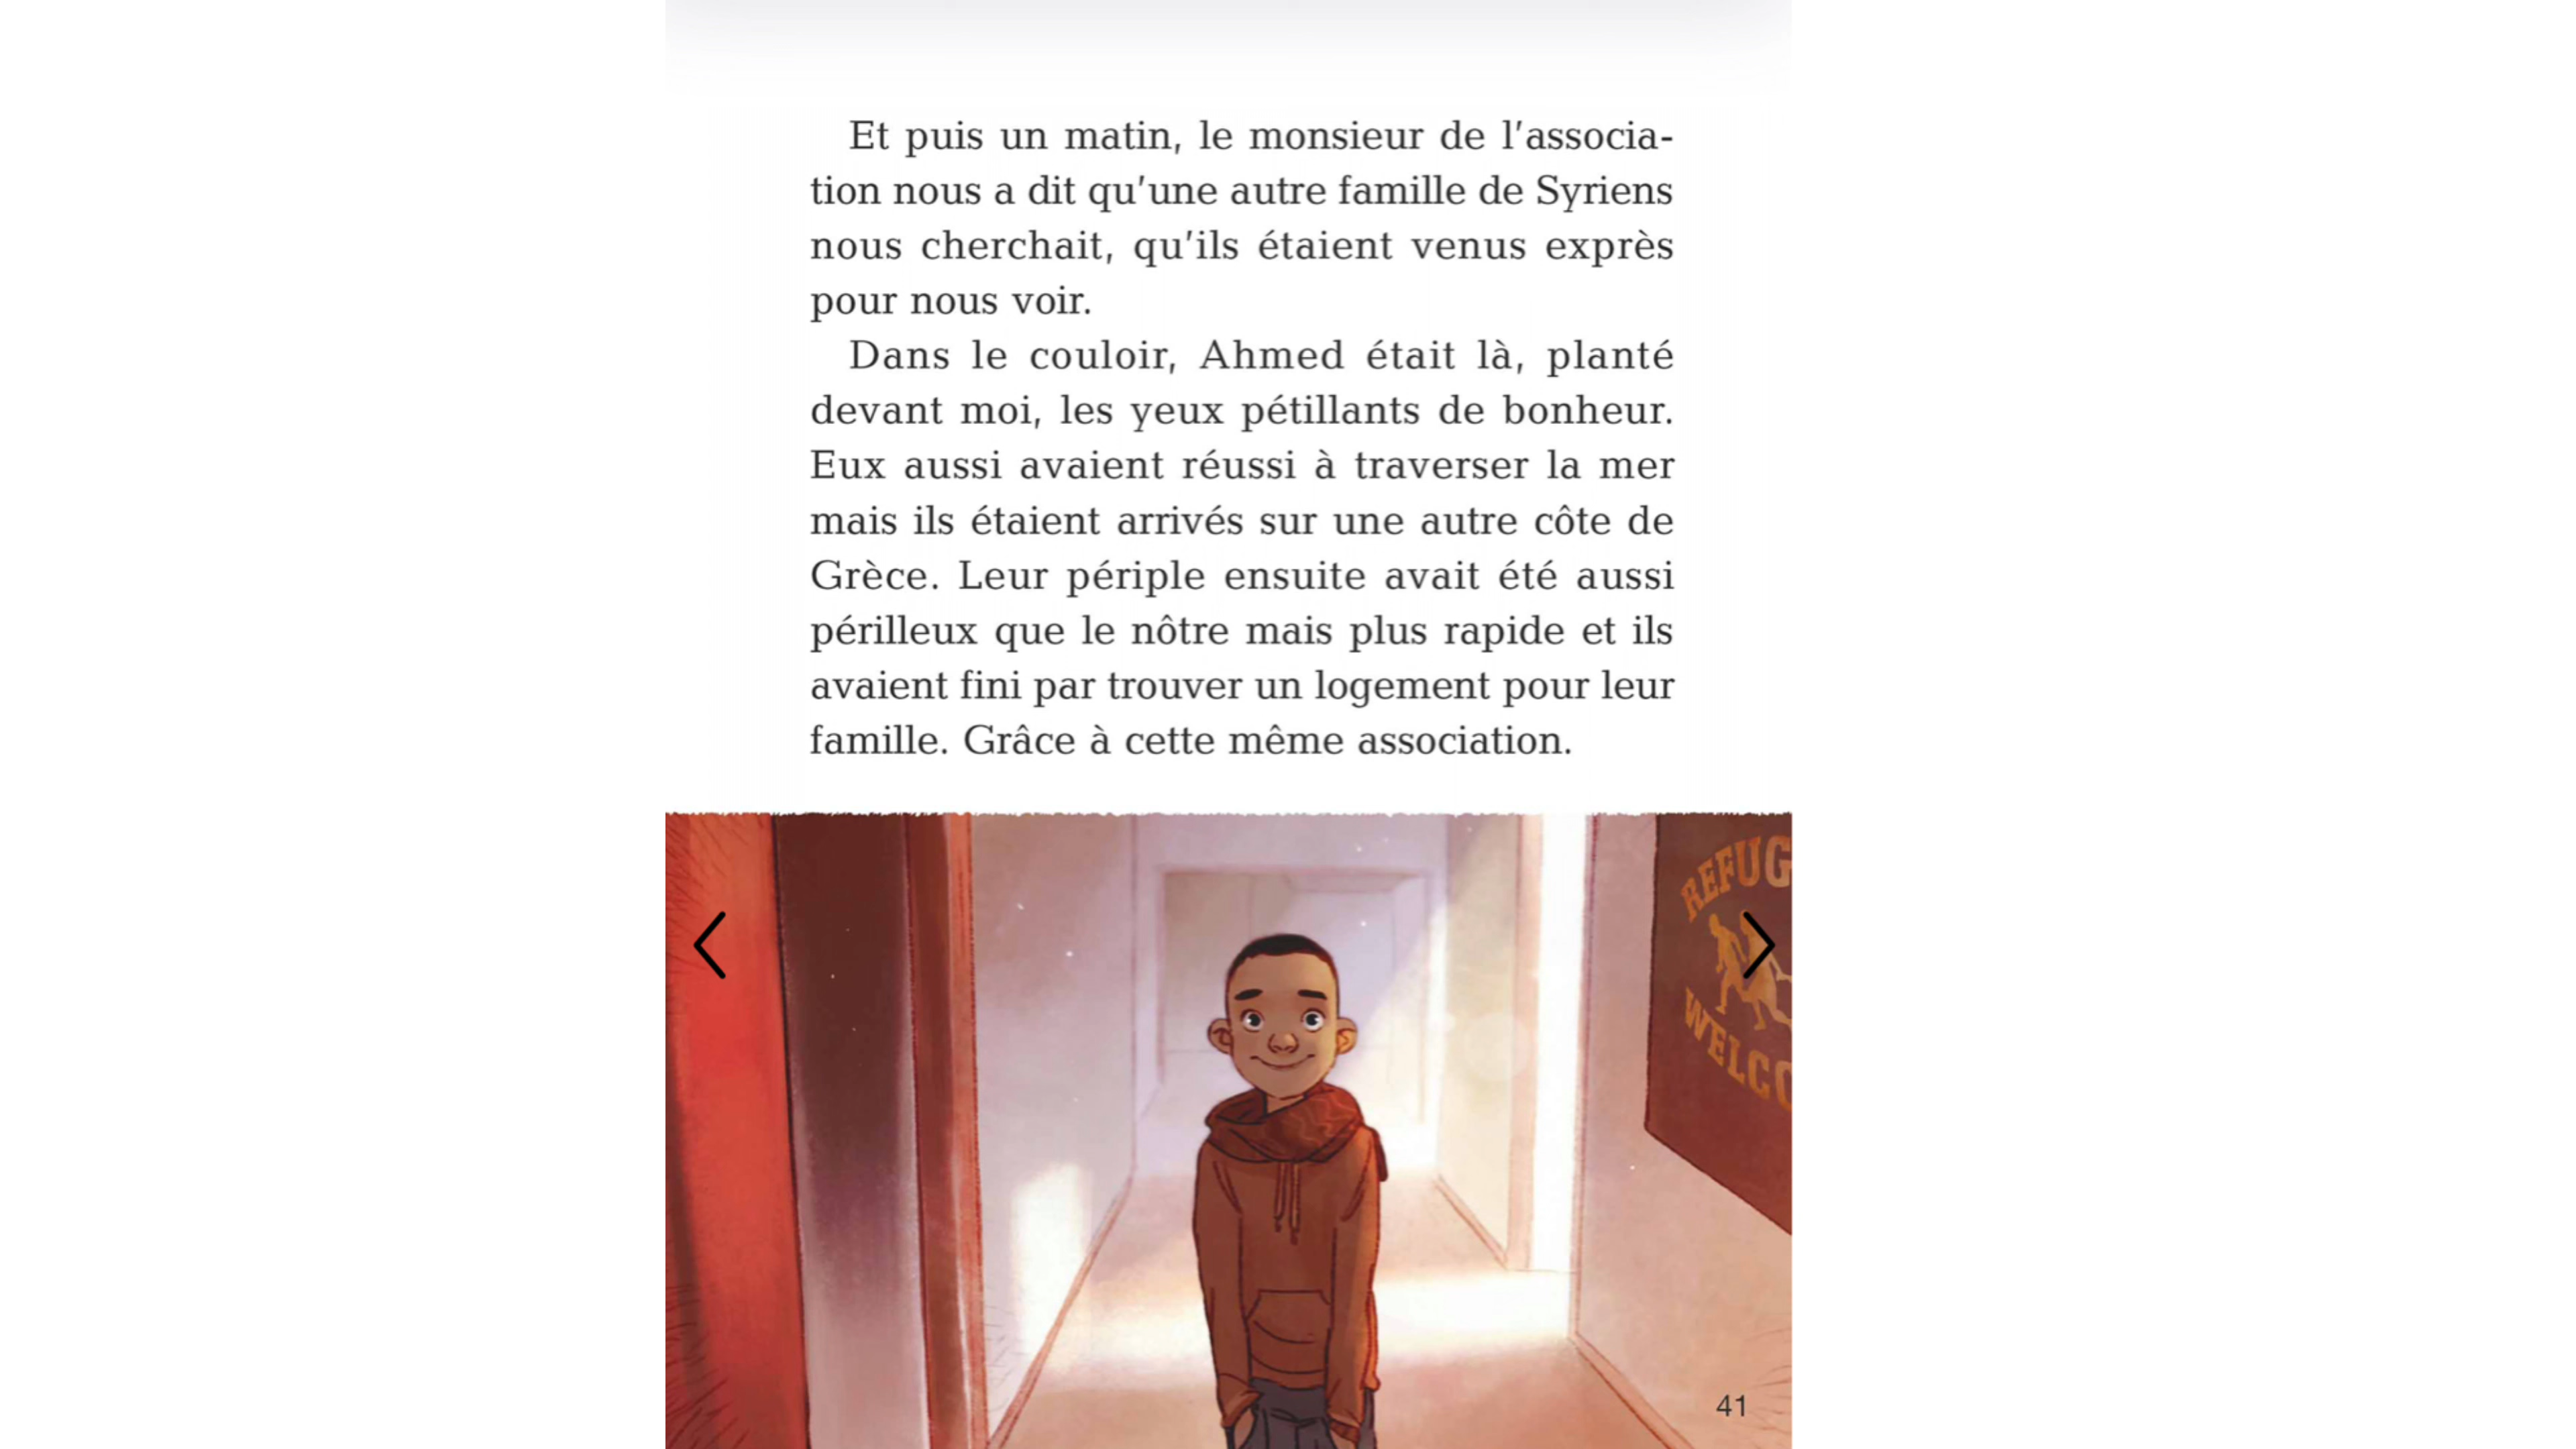 Et puis un matin, le monsieur de l’associa-
tion nous a dit qu’une autre famille de Syriens
nous cherchait, qu’ils étaient venus exprès
pour nous voir.
Dans le couloir, Ahmed était là, planté
devant moi, les yeux pétillants de bonheur.
Eux aussi avaient réussi à traverser la mer
mais ils étaient arrivés sur une autre côte de
Grèce. Leur périple ensuite avait été aussi
périlleux que le nôtre mais plus rapide et ils
avaient fini par trouver un logement pour leur
famille. Grâce à cette même association.
REFUG
WELCO
41